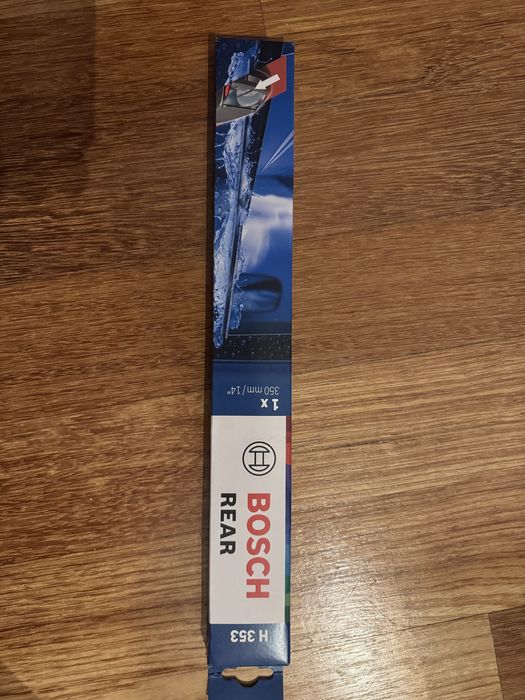 1 x
350 mm / 14"
BOSCH
REAR
H 353